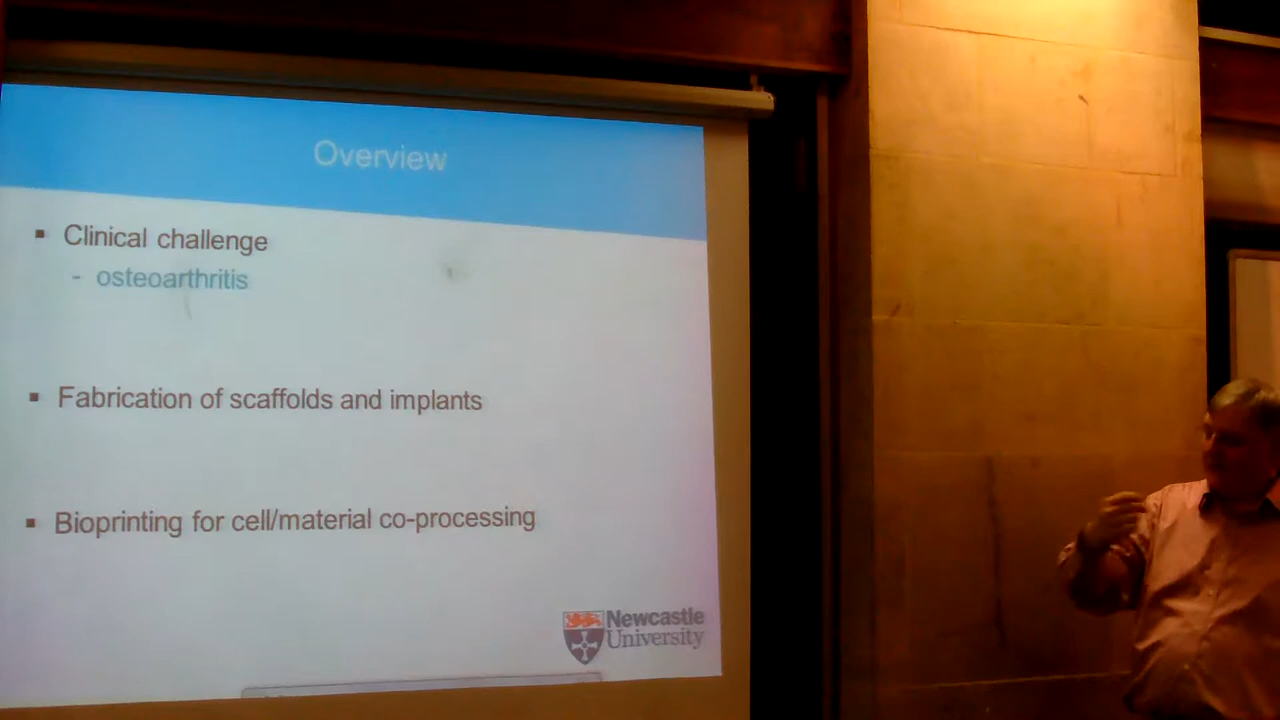 Overview
▪ Clinical challenge
- osteoarthritis
▪ Fabrication of scaffolds and implants
▪ Bioprinting for cell/material co-processing
Newcastle
University